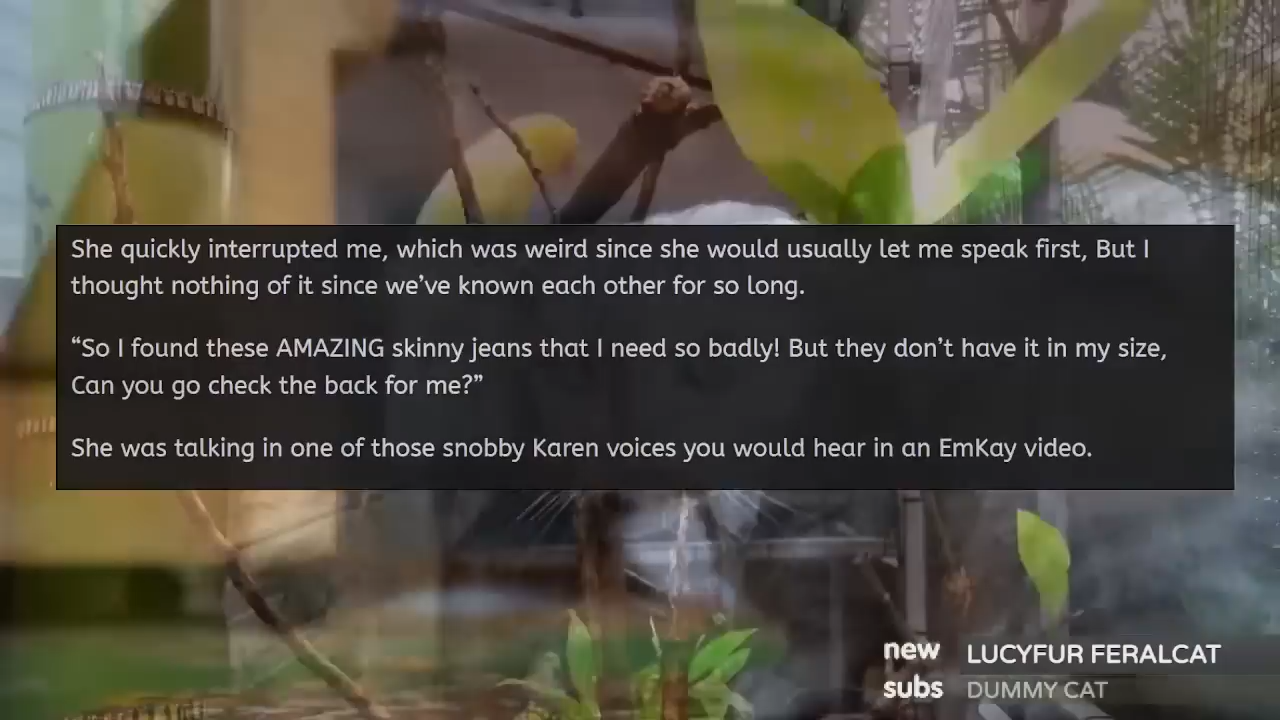 She quickly interrupted me, which was weird since she would usually let me speak first, But I
thought nothing of it since we’ve known each other for so long.
“So I found these AMAZING skinny jeans that I need so badly! But they don’t have it in my size,
Can you go check the back for me?”
She was talking in one of those snobby Karen voices you would hear in an EmKay video.
new subs
LUCYFUR FERALCAT
DUMMY CAT